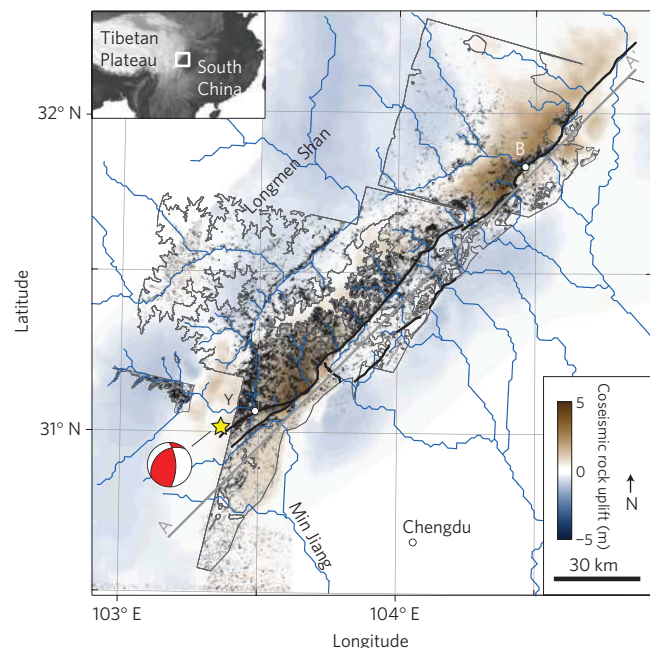 Tibetan
Plateau
South
China
32° N
Longmen Shan
B
A'
Latitude
Y
31° N
A
Min Jiang
Chengdu
5
0
−5
Coseismic rock uplift (m)
N
30 km
103° E
104° E
Longitude